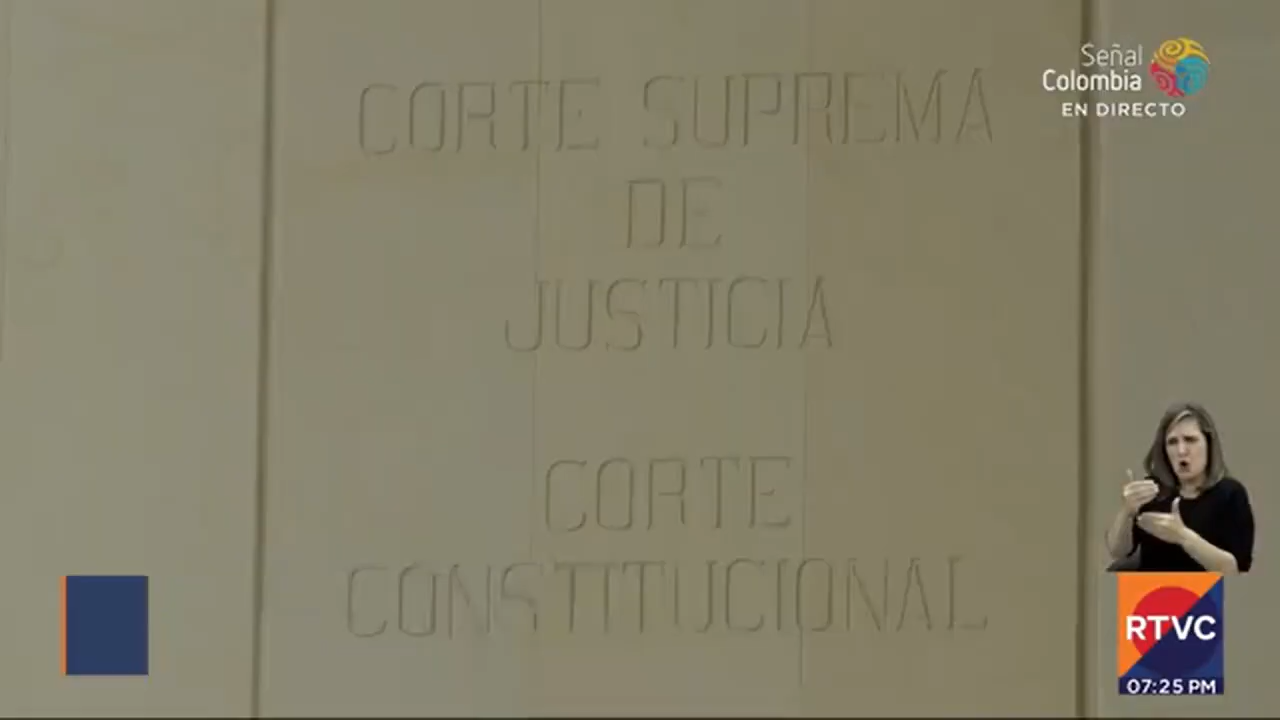 Señal
Colombia
EN DIRECTO
CORTE SUPREMA
DE
JUSTICIA
CORTE
CONSTITUCIONAL
RTVC
07:25 PM